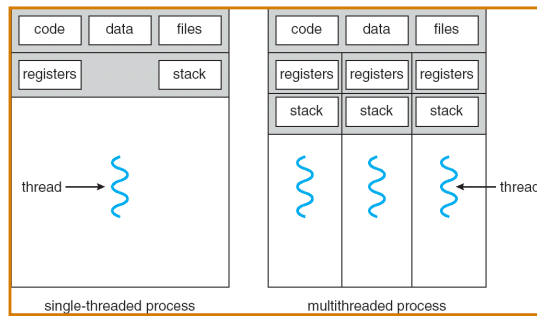 code data files
registers stack
thread
single-threaded process
code data files
registers registers registers
stack stack stack
thread
multithreaded process